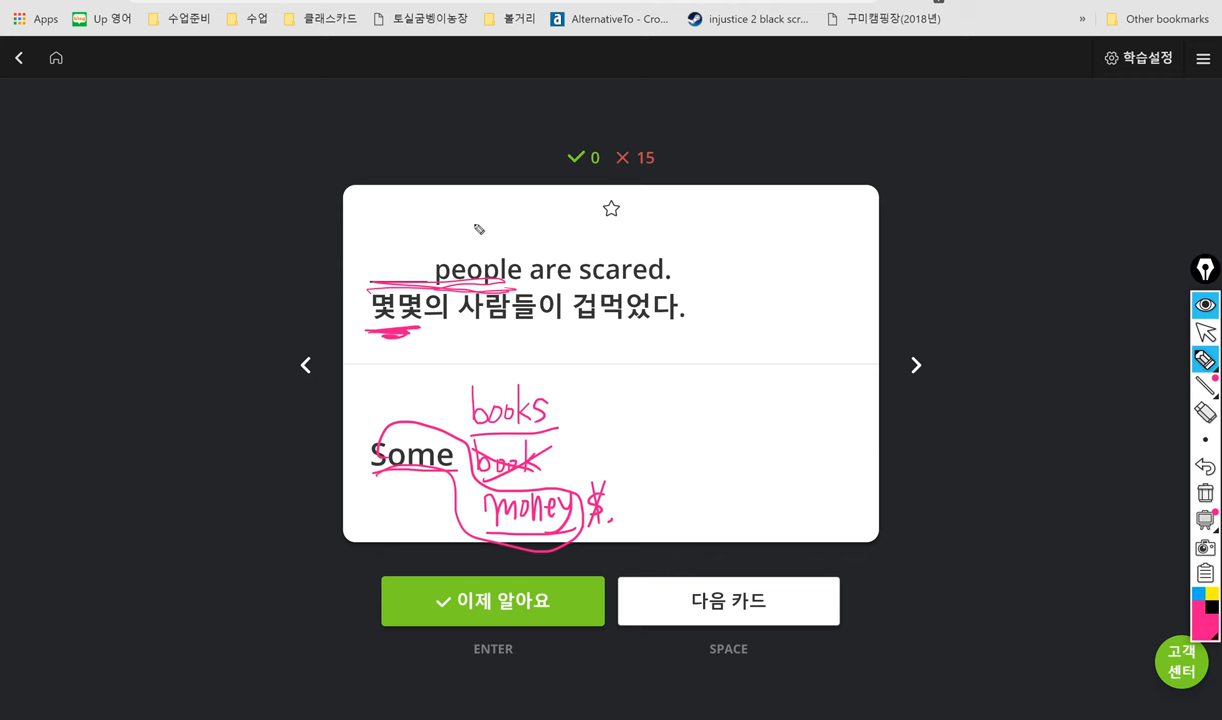 Apps Up 영어 수업준비 수업 클래스카드 토실굼벵이농장 볼거리 AlternativeTo - Cro... injustice 2 black scr... 구미캠핑장(2018년) » Other bookmarks
학습설정
0 15
____ people are scared.
몇몇의 사람들이 겁먹었다.
books
Some book
money $.
이제 알아요 다음 카드
ENTER SPACE
고객
센터